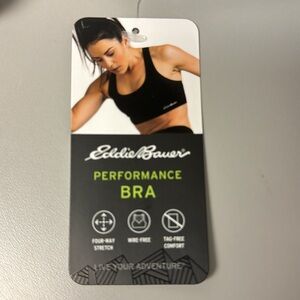 Eddie Bauer
PERFORMANCE
BRA
FOUR-WAY
STRETCH
WIRE-FREE
TAG-FREE
COMFORT
LIVE YOUR ADVENTURE